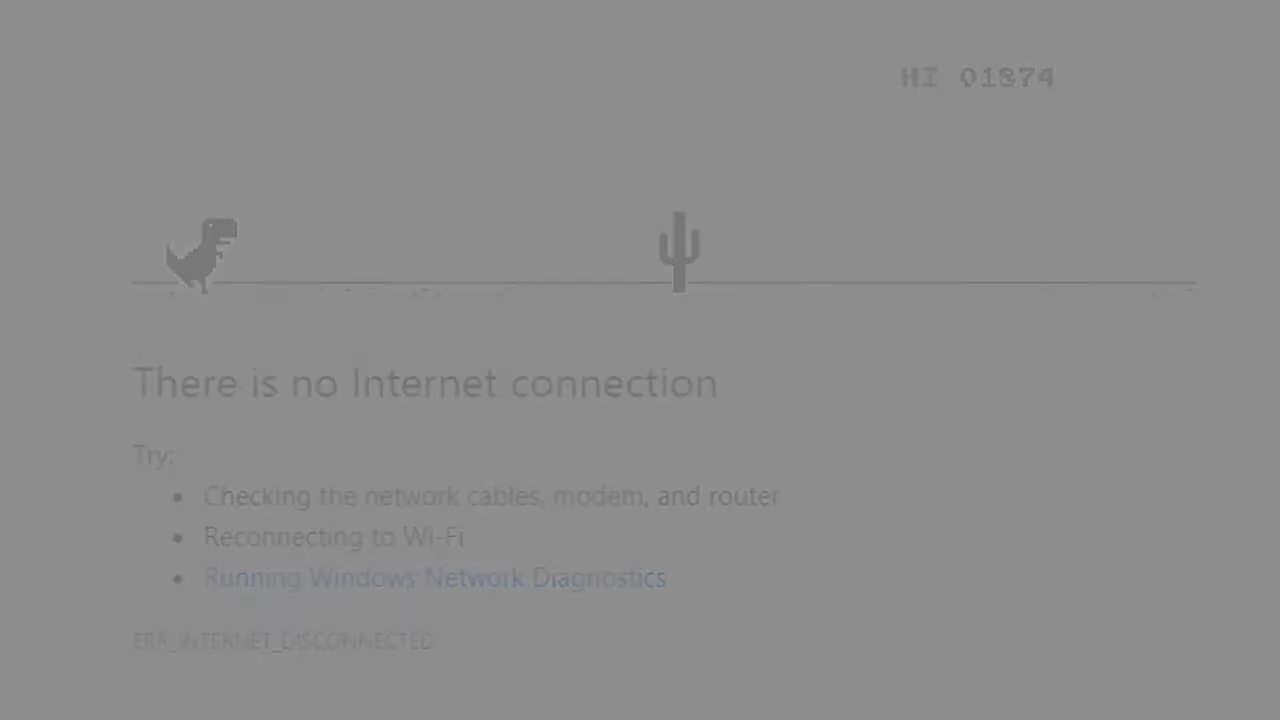 HI 01874
There is no Internet connection
Try:
Checking the network cables, modem, and router
Reconnecting to Wi-Fi
Running Windows Network Diagnostics
ERR_INTERNET_DISCONNECTED